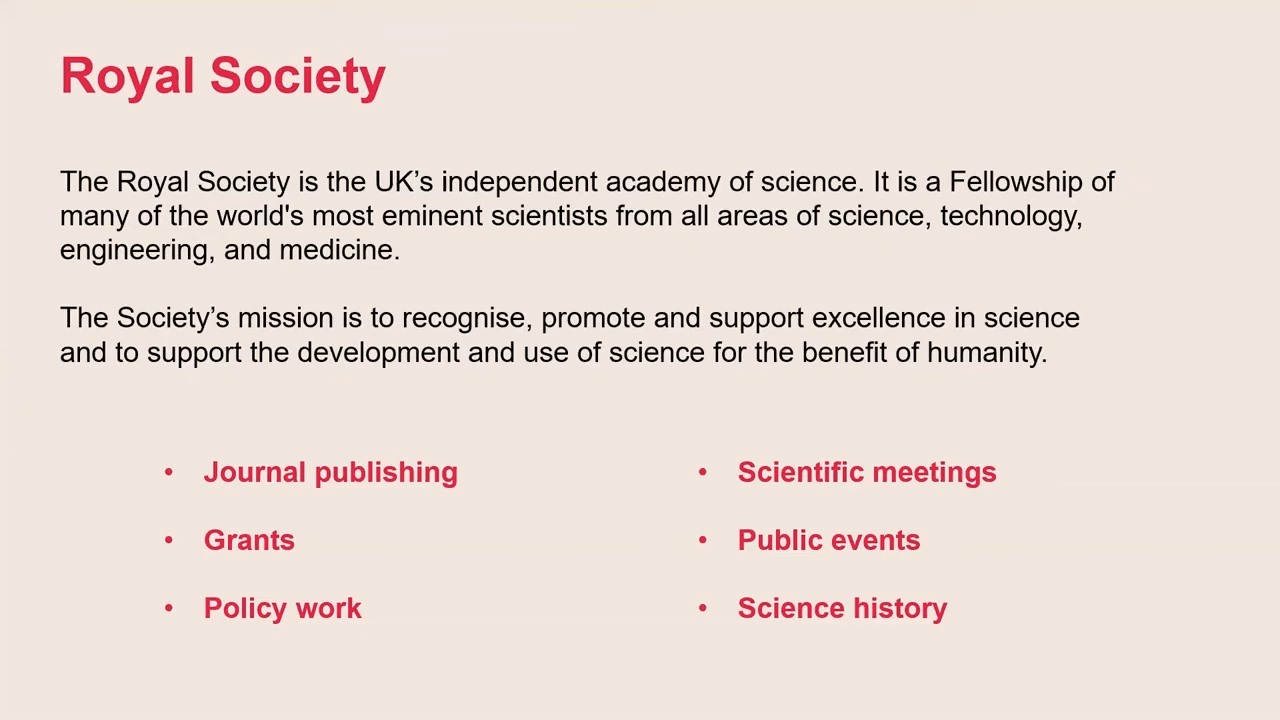 Royal Society
The Royal Society is the UK’s independent academy of science. It is a Fellowship of
many of the world's most eminent scientists from all areas of science, technology,
engineering, and medicine.
The Society’s mission is to recognise, promote and support excellence in science
and to support the development and use of science for the benefit of humanity.
• Journal publishing
• Grants
• Policy work
• Scientific meetings
• Public events
• Science history